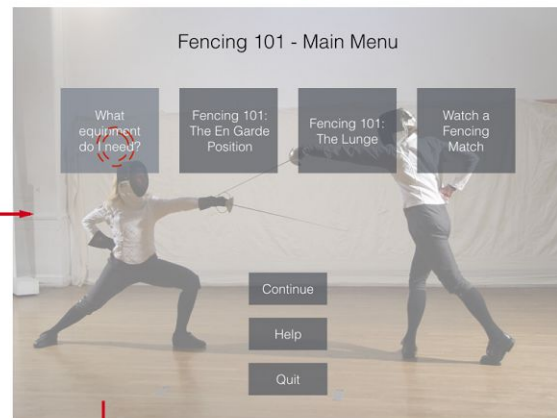 Fencing 101 - Main Menu
What
equipment
do I need?
Fencing 101:
The En Garde
Position
Fencing 101:
The Lunge
Watch a
Fencing
Match
Continue
Help
Quit